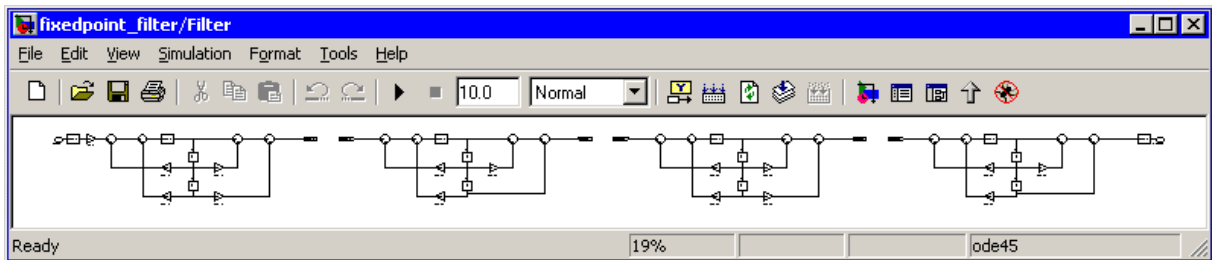 fixedpoint_filter/Filter
File Edit View Simulation Format Tools Help
10.0 Normal
Ready 19% ode45